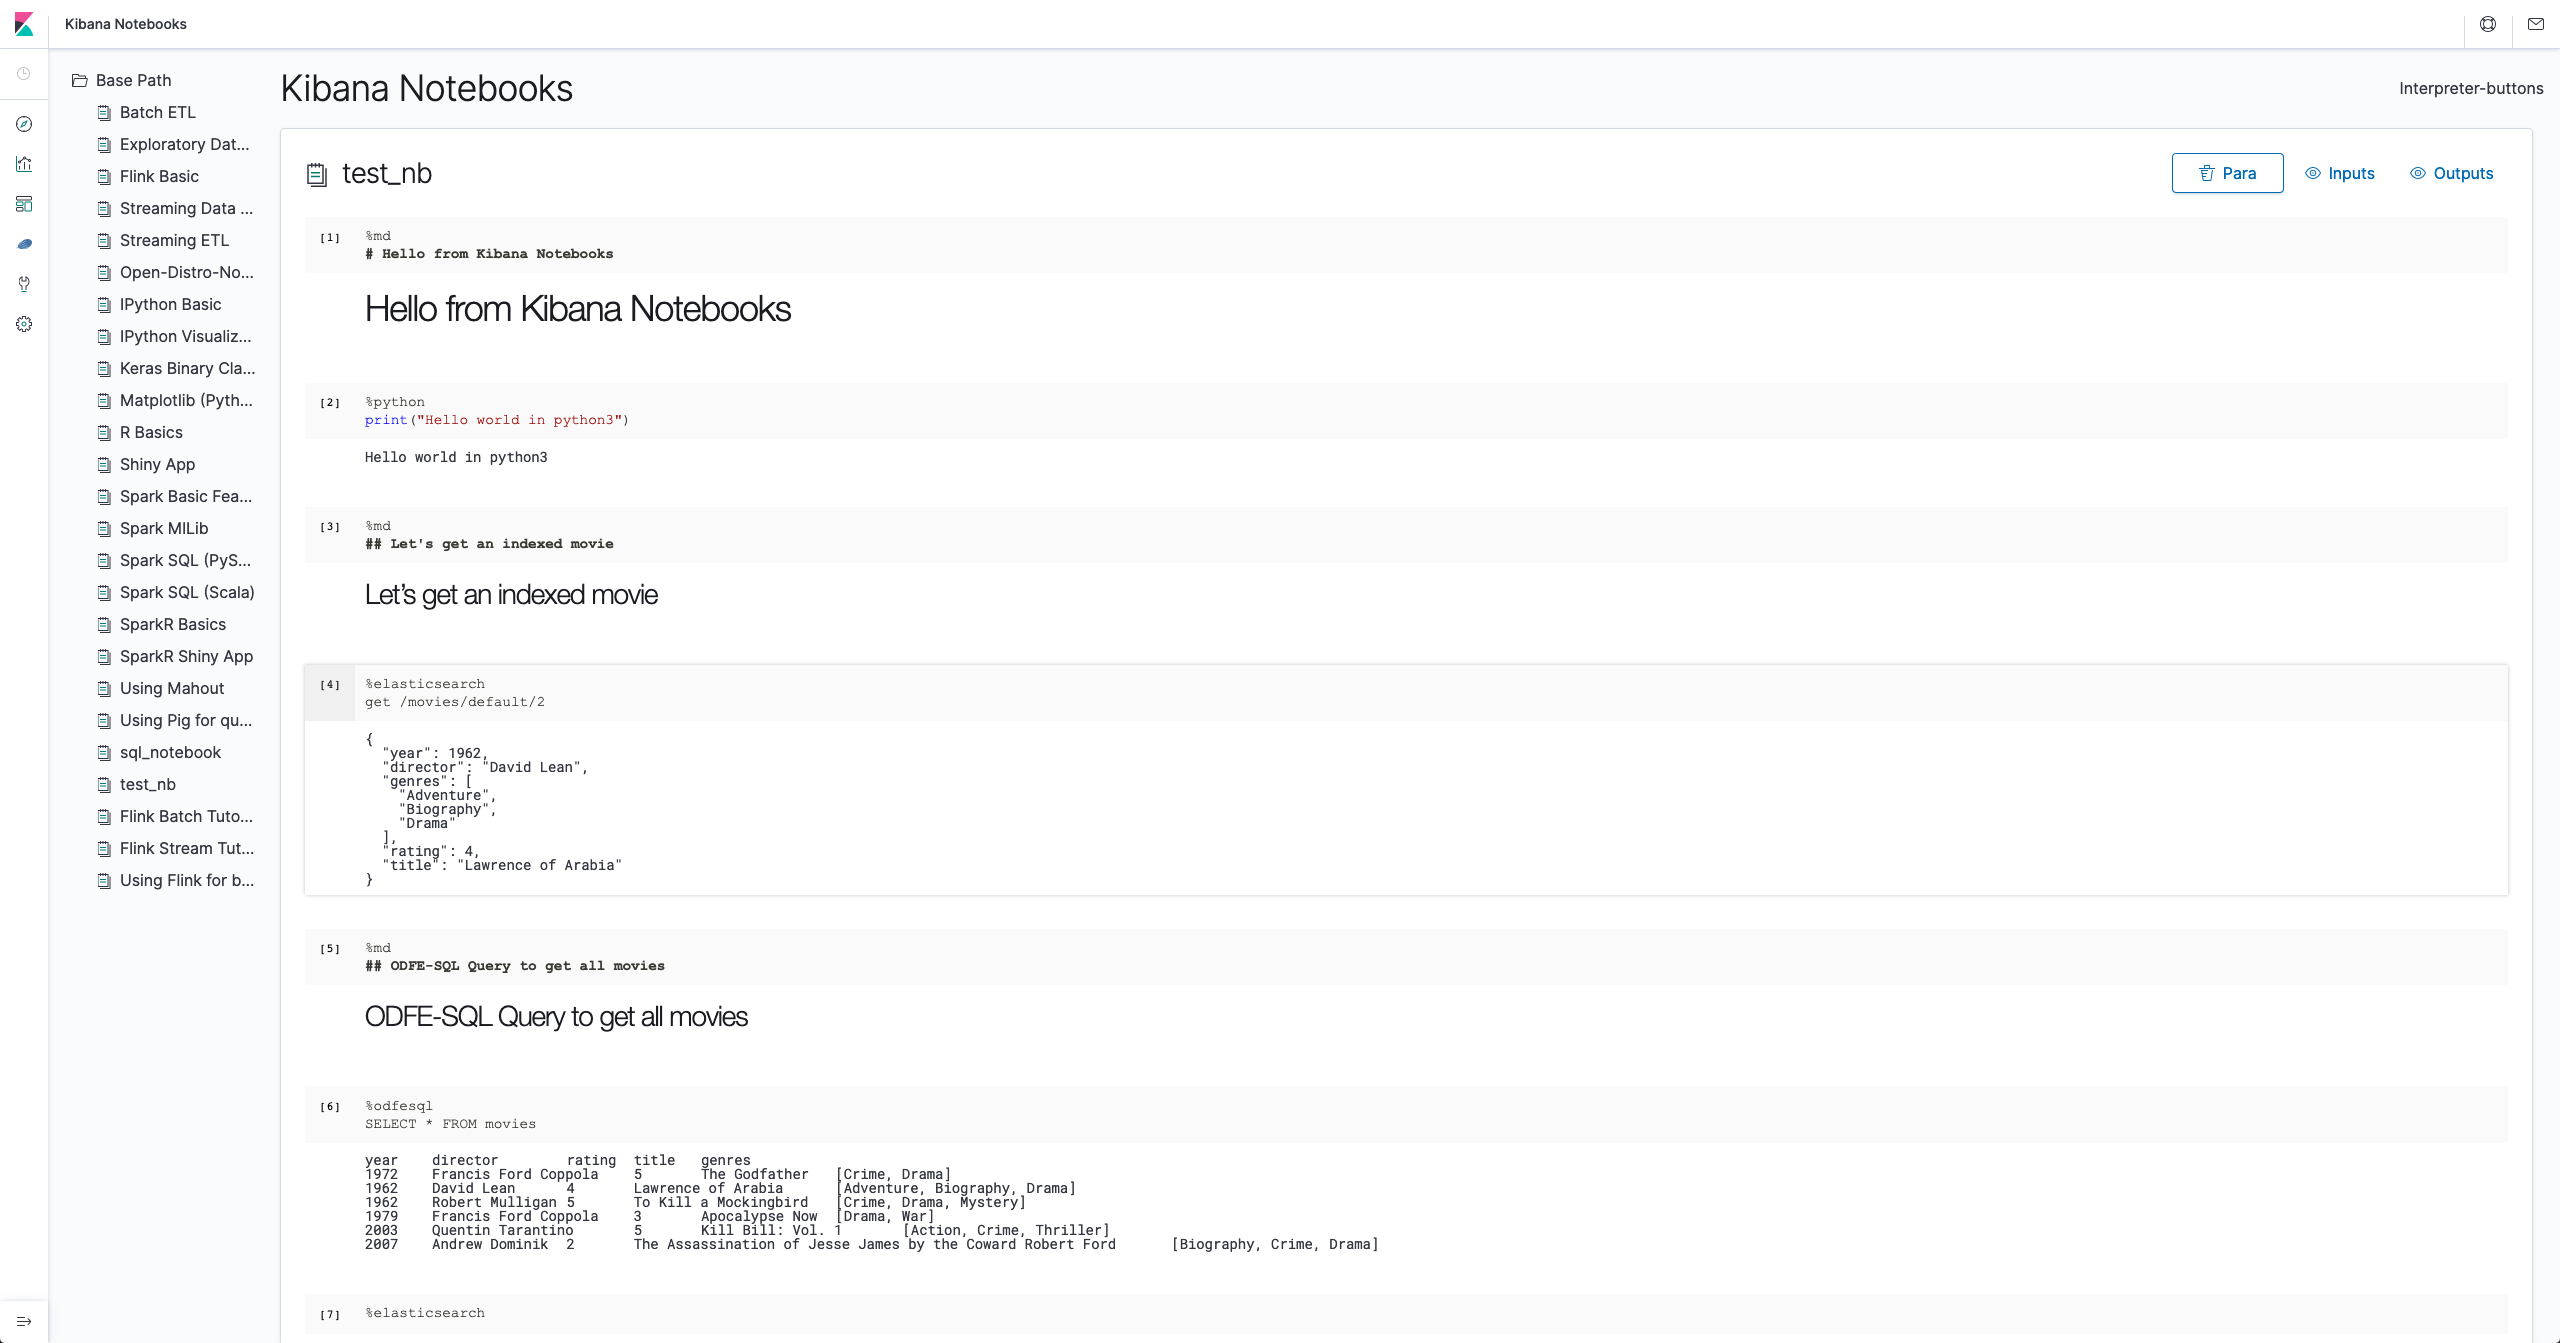 Kibana Notebooks
Base Path
Batch ETL
Exploratory Dat...
Flink Basic
Streaming Data ...
Streaming ETL
Open-Distro-No...
IPython Basic
IPython Visualiz...
Keras Binary Cla...
Matplotlib (Pyth...
R Basics
Shiny App
Spark Basic Fea...
Spark MlLib
Spark SQL (PyS...
Spark SQL (Scala)
SparkR Basics
SparkR Shiny App
Using Mahout
Using Pig for qu...
sql_notebook
test_nb
Flink Batch Tuto...
Flink Stream Tut...
Using Flink for b...
Kibana Notebooks
Interpreter-buttons
test_nb
Para Inputs Outputs
[1] %md
# Hello from Kibana Notebooks
Hello from Kibana Notebooks
[2] %python
print("Hello world in python3")
Hello world in python3
[3] %md
## Let's get an indexed movie
Let’s get an indexed movie
[4] %elasticsearch
get /movies/default/2
{
"year": 1962,
"director": "David Lean",
"genres": [
"Adventure",
"Biography",
"Drama"
],
"rating": 4,
"title": "Lawrence of Arabia"
}
[5] %md
## ODFE-SQL Query to get all movies
ODFE-SQL Query to get all movies
[6] %odfesql
SELECT * FROM movies
year director rating title genres
1972 Francis Ford Coppola 5 The Godfather [Crime, Drama]
1962 David Lean 4 Lawrence of Arabia [Adventure, Biography, Drama]
1962 Robert Mulligan 5 To Kill a Mockingbird [Crime, Drama, Mystery]
1979 Francis Ford Coppola 3 Apocalypse Now [Drama, War]
2003 Quentin Tarantino 5 Kill Bill: Vol. 1 [Action, Crime, Thriller]
2007 Andrew Dominik 2 The Assassination of Jesse James by the Coward Robert Ford [Biography, Crime, Drama]
[7] %elasticsearch